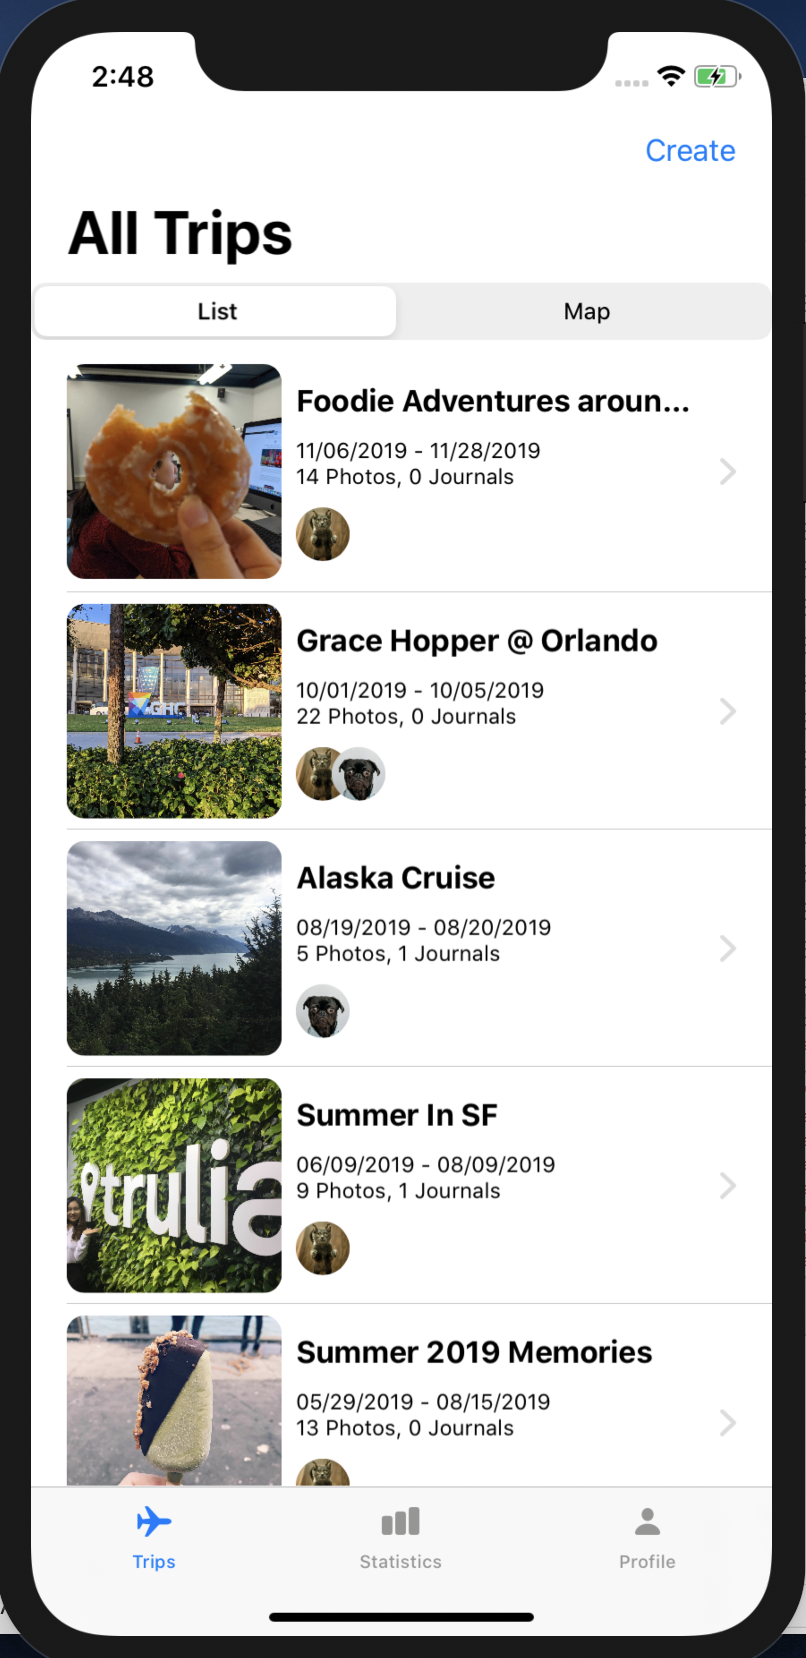 2:48
Create
All Trips
List
Map
Foodie Adventures aroun...
11/06/2019 - 11/28/2019
14 Photos, 0 Journals
GHC
Grace Hopper @ Orlando
10/01/2019 - 10/05/2019
22 Photos, 0 Journals
Alaska Cruise
08/19/2019 - 08/20/2019
5 Photos, 1 Journals
trulia
Summer In SF
06/09/2019 - 08/09/2019
9 Photos, 1 Journals
Summer 2019 Memories
05/29/2019 - 08/15/2019
13 Photos, 0 Journals
Trips
Statistics
Profile